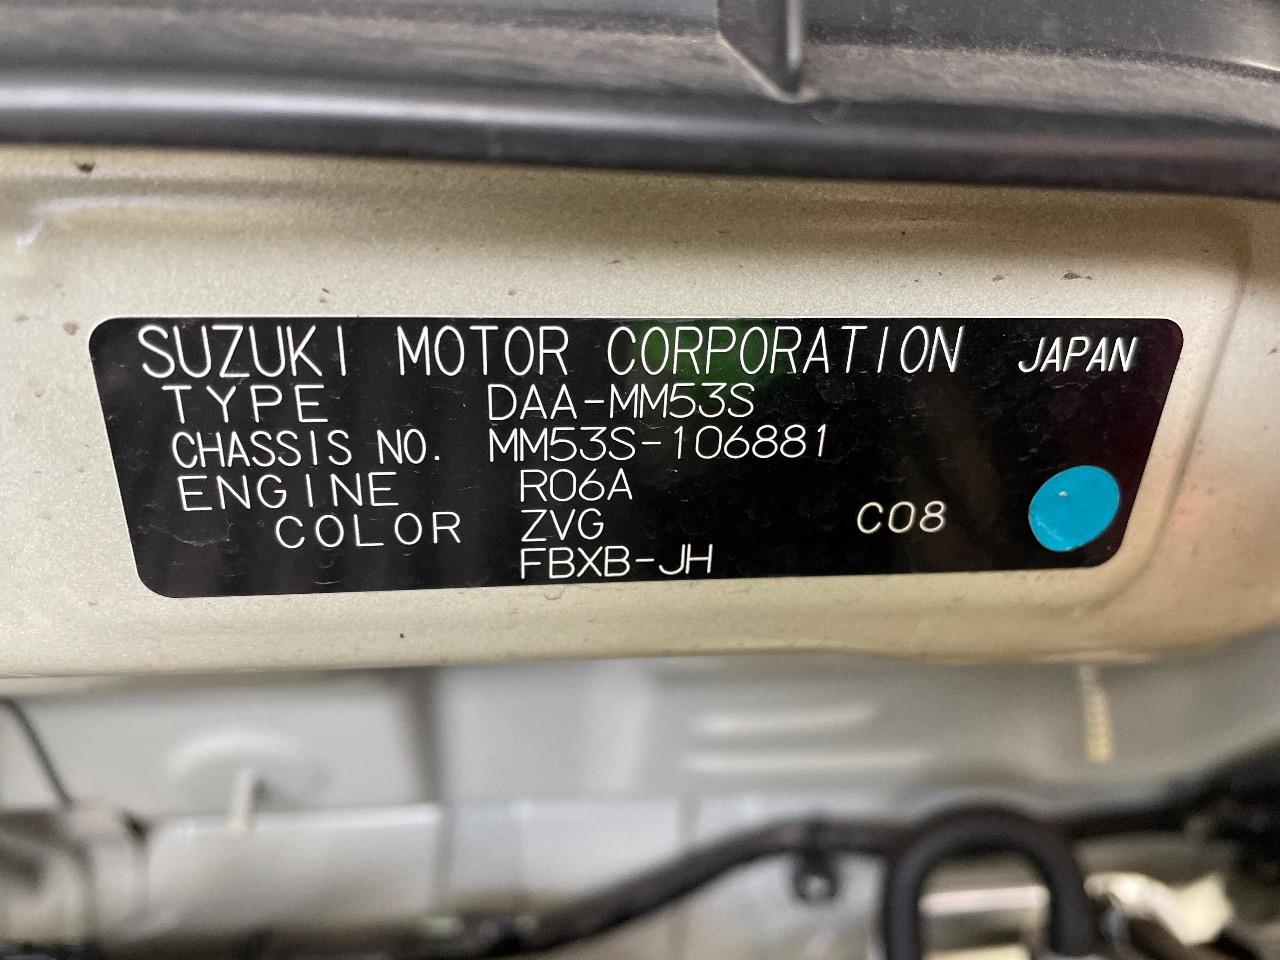 SUZUKI MOTOR CORPORATION JAPAN
TYPE DAA-MM53S
CHASSIS NO. MM53S-106881
ENGINE R06A
COLOR ZVG C08
FBXB-JH